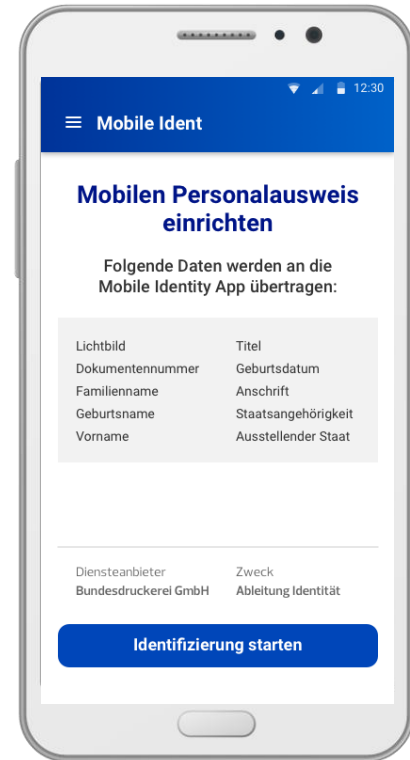 12:30
Mobile Ident
Mobilen Personalausweis
einrichten
Folgende Daten werden an die
Mobile Identity App übertragen:
Lichtbild Titel
Dokumentennummer Geburtsdatum
Familienname Anschrift
Geburtsname Staatsangehörigkeit
Vorname Ausstellender Staat
Diensteanbieter Zweck
Bundesdruckerei GmbH Ableitung Identität
Identifizierung starten